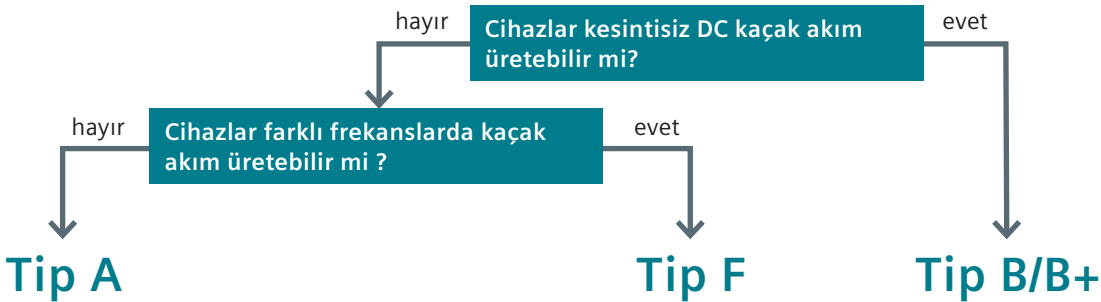 hayır
Cihazlar kesintisiz DC kaçak akım
üretebilir mi?
evet
hayır
Cihazlar farklı frekanslarda kaçak
akım üretebilir mi ?
evet
Tip A
Tip F
Tip B/B+